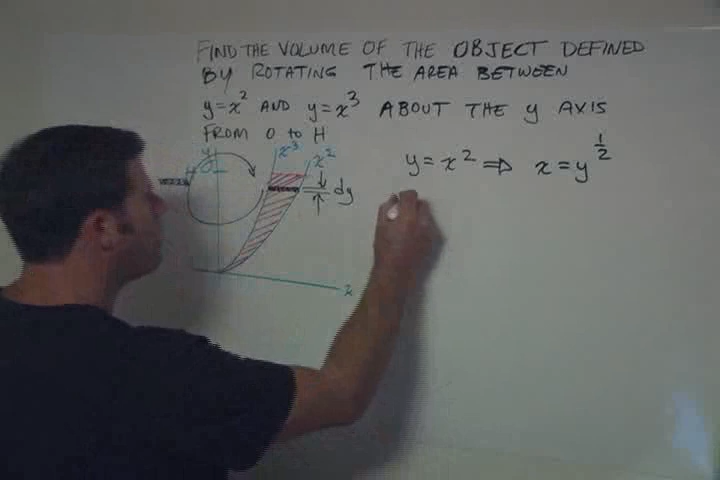 FIND THE VOLUME OF THE OBJECT DEFINED
BY ROTATING THE AREA BETWEEN
y=x² AND y=x³ ABOUT THE y AXIS
FROM 0 TO H
y=x² ⇒ x=y^½
y x³ x²
H
dy
x